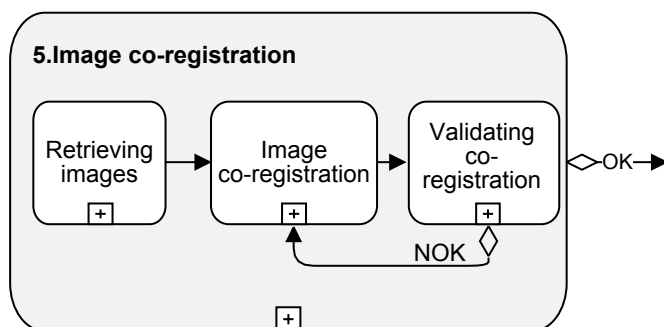 5.Image co-registration
Retrieving
images
Image
co-registration
Validating
co-
registration
OK
NOK